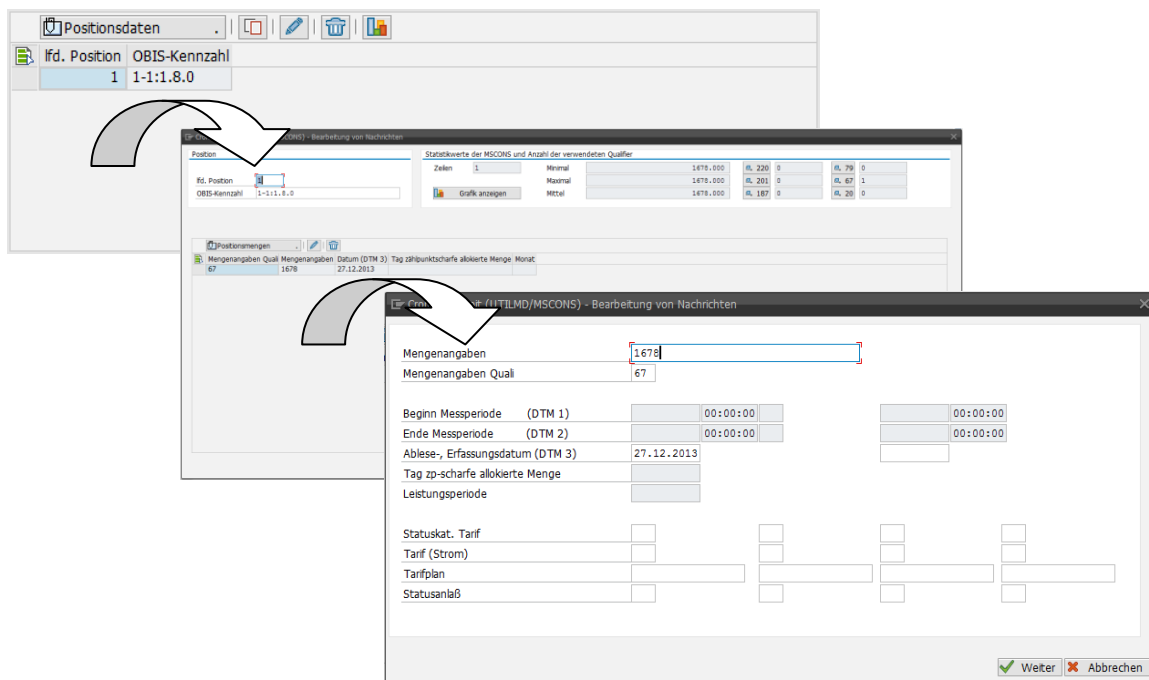 Positionsdaten
lfd. Position OBIS-Kennzahl
1 1-1:1.8.0
MSCONS) - Bearbeitung von Nachrichten
Position Statistikwerte der MSCONS und Anzahl der verwendeten Qualifier
Zeilen 1 Minimal 1678.000 220 0 79 0
lfd. Position 1 Maximal 1678.000 201 0 67 1
OBIS-Kennzahl 1-1:1.8.0 Grafik anzeigen Mittel 1678.000 187 0 20 0
Positionsmengen
Mengenangaben Quali Mengenangaben Datum (DTM 3) Tag zählpunktscharfe allokierte Menge Monat
67 1678 27.12.2013
(UTILMD/MSCONS) - Bearbeitung von Nachrichten
Mengenangaben 1678
Mengenangaben Quali 67
Beginn Messperiode (DTM 1) 00:00:00 00:00:00
Ende Messperiode (DTM 2) 00:00:00 00:00:00
Ablese-, Erfassungsdatum (DTM 3) 27.12.2013
Tag zp-scharfe allokierte Menge
Leistungsperiode
Statuskat. Tarif
Tarif (Strom)
Tarifplan
Statusanlaß
Weiter Abbrechen